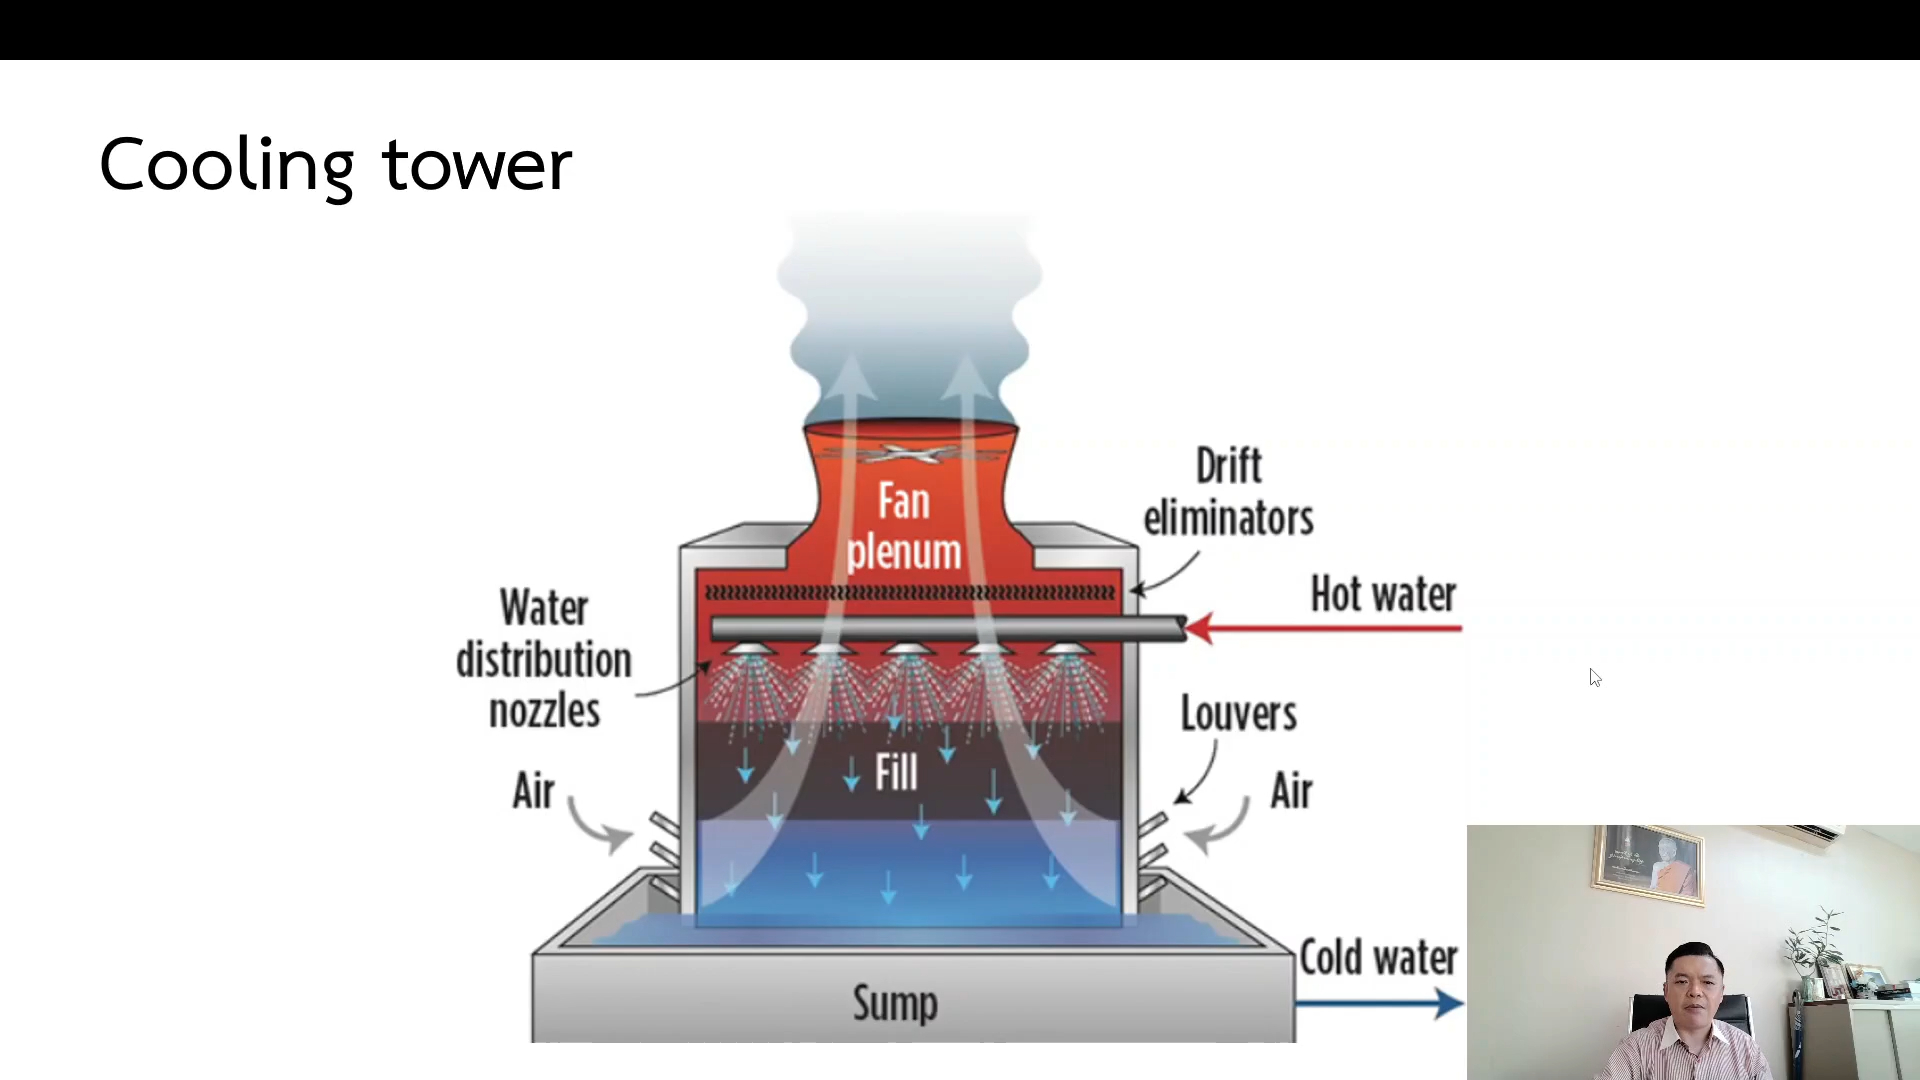 Cooling tower
Fan
plenum
Drift
eliminators
Hot water
Water
distribution
nozzles
Louvers
Air
Fill
Air
Cold water
Sump